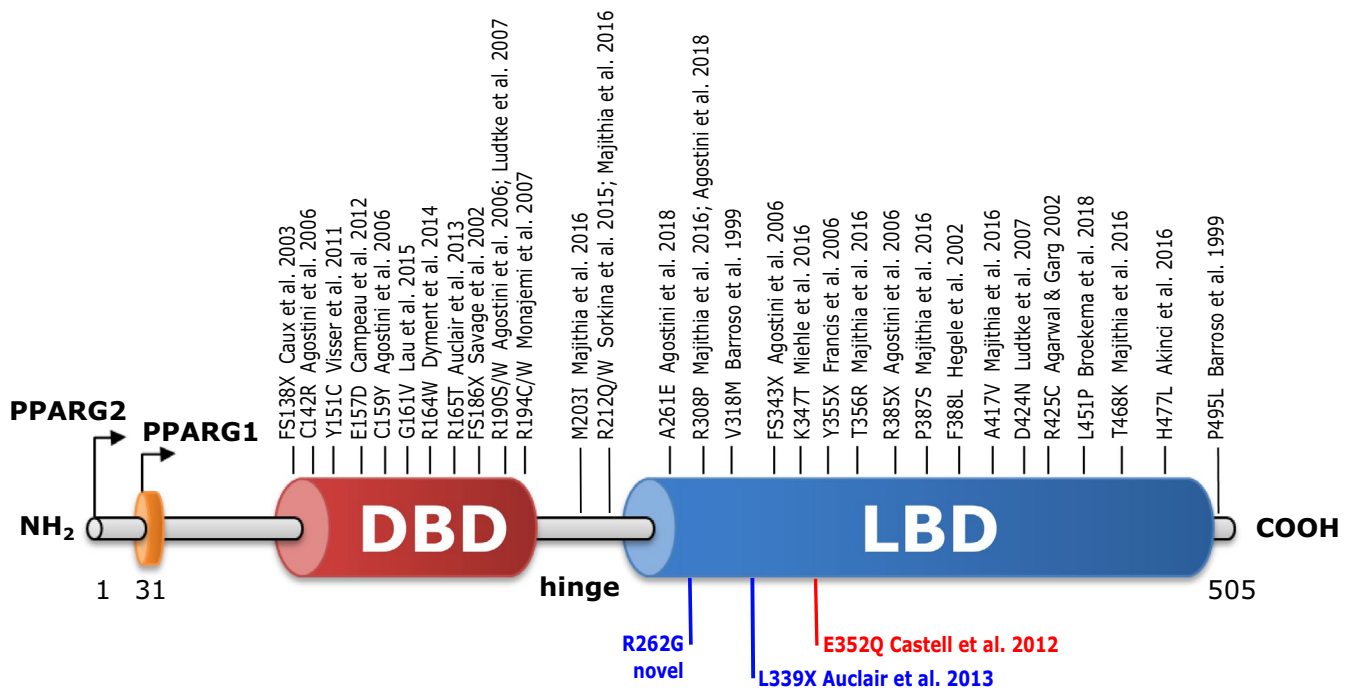 FS138X Caux et al. 2003
C142R Agostini et al. 2006
Y151C Visser et al. 2011
E157D Campeau et al. 2012
C159Y Agostini et al. 2006
G161V Lau et al. 2015
R164W Dyment et al. 2014
R165T Auclair et al. 2013
FS186X Savage et al. 2002
R190S/W Agostini et al. 2006; Ludtke et al. 2007
R194C/W Monajemi et al. 2007
M203I Majithia et al. 2016
R212Q/W Sorkina et al. 2015; Majithia et al. 2016
A261E Agostini et al. 2018
R308P Majithia et al. 2016; Agostini et al. 2018
V318M Barroso et al. 1999
FS343X Agostini et al. 2006
K347T Miehle et al. 2016
Y355X Francis et al. 2006
T356R Majithia et al. 2016
R385X Agostini et al. 2006
P387S Majithia et al. 2016
F388L Hegele et al. 2002
A417V Majithia et al. 2016
D424N Ludtke et al. 2007
R425C Agarwal & Garg 2002
L451P Broekema et al. 2018
T468K Majithia et al. 2016
H477L Akinci et al. 2016
P495L Barroso et al. 1999
PPARG2
PPARG1
NH2
DBD
LBD
COOH
1
31
hinge
505
R262G
novel
E352Q Castell et al. 2012
L339X Auclair et al. 2013